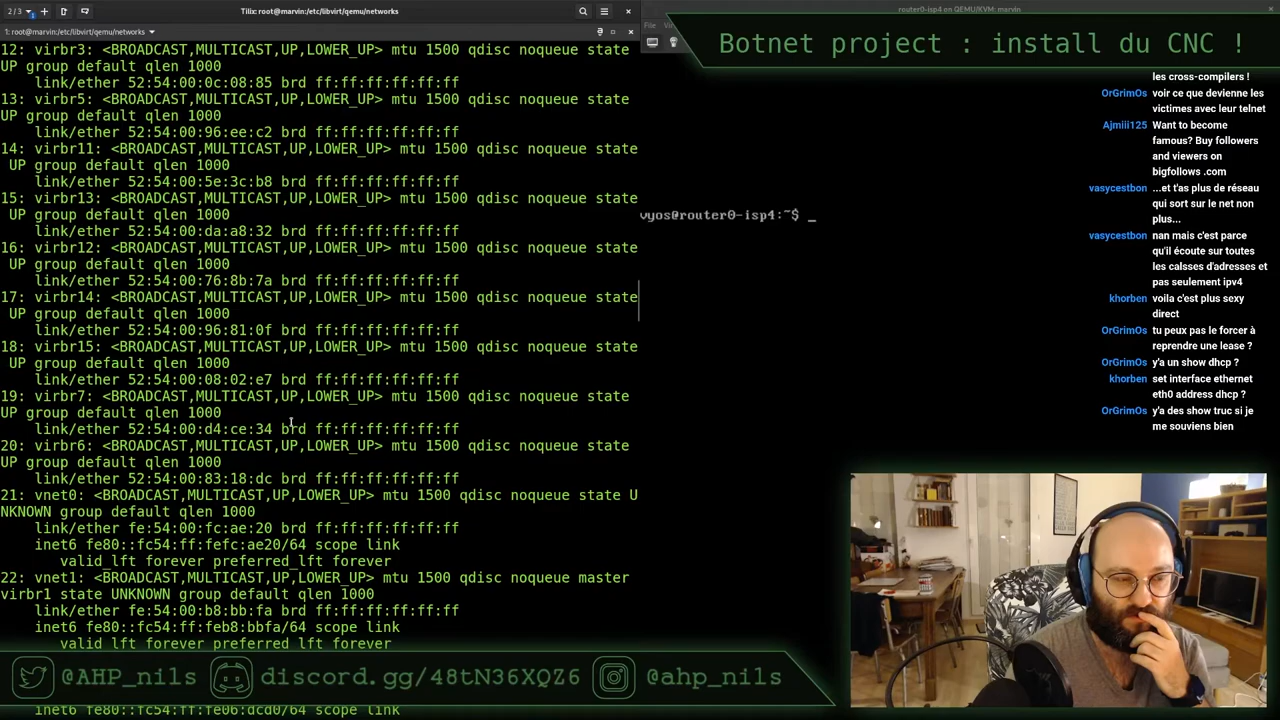 2/3
Tilix: root@marvin:/etc/libvirt/qemu/networks
1: root@marvin:/etc/libvirt/qemu/networks
12: virbr3: <BROADCAST,MULTICAST,UP,LOWER_UP> mtu 1500 qdisc noqueue state
UP group default qlen 1000
link/ether 52:54:00:0c:08:85 brd ff:ff:ff:ff:ff:ff
13: virbr5: <BROADCAST,MULTICAST,UP,LOWER_UP> mtu 1500 qdisc noqueue state
UP group default qlen 1000
link/ether 52:54:00:96:ee:c2 brd ff:ff:ff:ff:ff:ff
14: virbr11: <BROADCAST,MULTICAST,UP,LOWER_UP> mtu 1500 qdisc noqueue state
UP group default qlen 1000
link/ether 52:54:00:5e:3c:b8 brd ff:ff:ff:ff:ff:ff
15: virbr13: <BROADCAST,MULTICAST,UP,LOWER_UP> mtu 1500 qdisc noqueue state
UP group default qlen 1000
link/ether 52:54:00:da:a8:32 brd ff:ff:ff:ff:ff:ff
16: virbr12: <BROADCAST,MULTICAST,UP,LOWER_UP> mtu 1500 qdisc noqueue state
UP group default qlen 1000
link/ether 52:54:00:76:8b:7a brd ff:ff:ff:ff:ff:ff
17: virbr14: <BROADCAST,MULTICAST,UP,LOWER_UP> mtu 1500 qdisc noqueue state
UP group default qlen 1000
link/ether 52:54:00:96:81:0f brd ff:ff:ff:ff:ff:ff
18: virbr15: <BROADCAST,MULTICAST,UP,LOWER_UP> mtu 1500 qdisc noqueue state
UP group default qlen 1000
link/ether 52:54:00:08:02:e7 brd ff:ff:ff:ff:ff:ff
19: virbr7: <BROADCAST,MULTICAST,UP,LOWER_UP> mtu 1500 qdisc noqueue state
UP group default qlen 1000
link/ether 52:54:00:d4:ce:34 brd ff:ff:ff:ff:ff:ff
20: virbr6: <BROADCAST,MULTICAST,UP,LOWER_UP> mtu 1500 qdisc noqueue state
UP group default qlen 1000
link/ether 52:54:00:83:18:dc brd ff:ff:ff:ff:ff:ff
21: vnet0: <BROADCAST,MULTICAST,UP,LOWER_UP> mtu 1500 qdisc noqueue state U
NKNOWN group default qlen 1000
link/ether fe:54:00:fc:ae:20 brd ff:ff:ff:ff:ff:ff
inet6 fe80::fc54:ff:fefc:ae20/64 scope link
valid_lft forever preferred_lft forever
22: vnet1: <BROADCAST,MULTICAST,UP,LOWER_UP> mtu 1500 qdisc noqueue master
virbr1 state UNKNOWN group default qlen 1000
link/ether fe:54:00:b8:bb:fa brd ff:ff:ff:ff:ff:ff
inet6 fe80::fc54:ff:feb8:bbfa/64 scope link
valid_lft forever preferred_lft forever
inet6 fe80::fc54:ff:fe06:dcd0/64 scope link
router0-isp4 on QEMU/KVM: marvin
File
Botnet project : install du CNC !
vyos@router0-isp4:~$ _
les cross-compilers !
OrGrimOs voir ce que devienne les
victimes avec leur telnet
Ajmiii125 Want to become
famous? Buy followers
and viewers on
bigfollows .com
vasycestbon ...et t'as plus de réseau
qui sort sur le net non
plus...
vasycestbon nan mais c'est parce
qu'il écoute sur toutes
les calsses d'adresses et
pas seulement ipv4
khorben voila c'est plus sexy
direct
OrGrimOs tu peux pas le forcer à
reprendre une lease ?
OrGrimOs y'a un show dhcp ?
khorben set interface ethernet
eth0 address dhcp ?
OrGrimOs y'a des show truc si je
me souviens bien
@AHP_nils
discord.gg/48tN36XQZ6
@ahp_nils